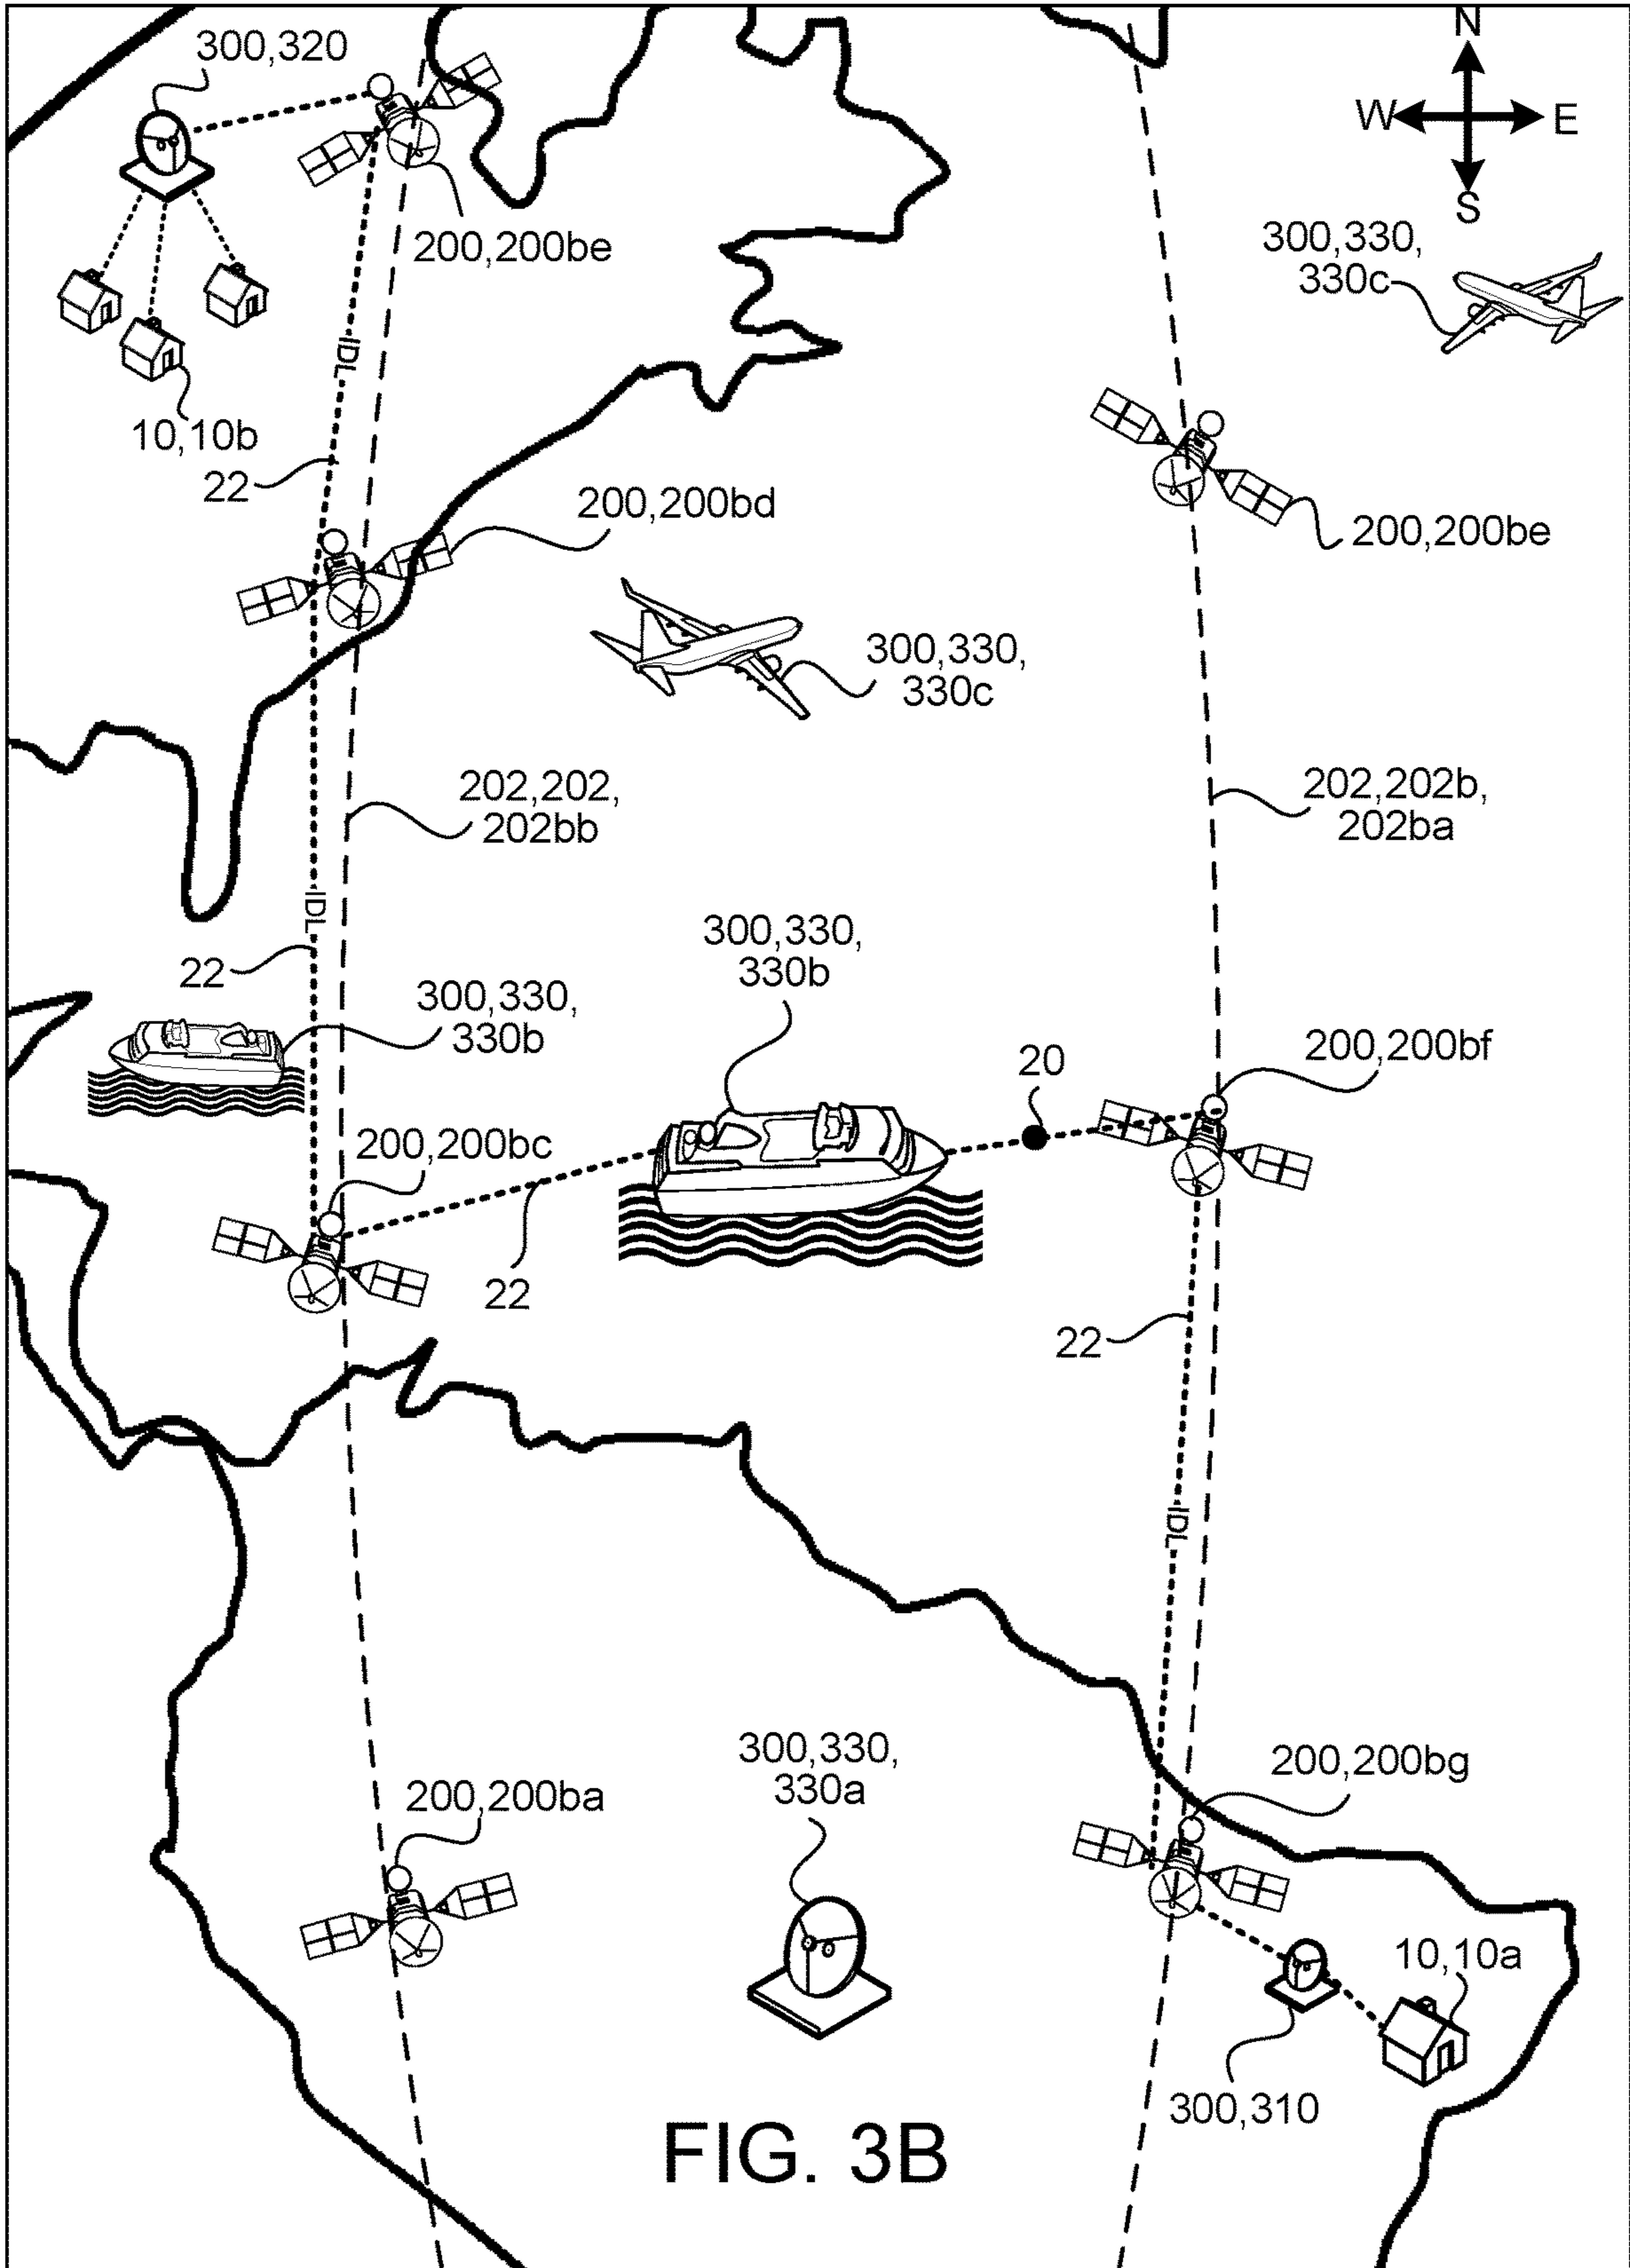 N
300,320
W
E
S
200,200be
300,330,
330c
IDL
10,10b
22
200,200bd
200,200be
300,330,
330c
202,202,
202bb
202,202b,
202ba
IDL
300,330,
330b
22
300,330,
330b
20
200,200bf
200,200bc
22
22
IDL
300,330,
330a
200,200bg
200,200ba
10,10a
300,310
FIG. 3B